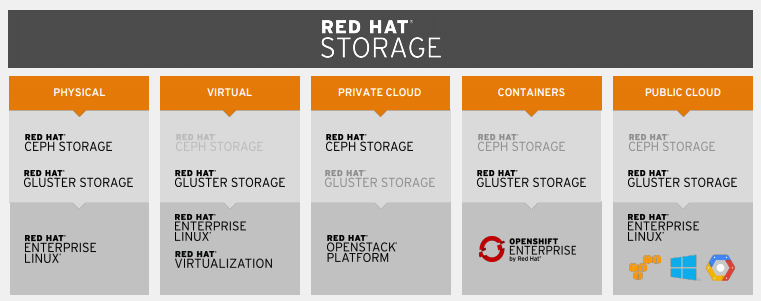 RED HAT®
STORAGE
PHYSICAL
RED HAT®
CEPH STORAGE
RED HAT®
GLUSTER STORAGE
RED HAT®
ENTERPRISE
LINUX®
VIRTUAL
RED HAT®
CEPH STORAGE
RED HAT®
GLUSTER STORAGE
RED HAT®
ENTERPRISE
LINUX®
RED HAT®
VIRTUALIZATION
PRIVATE CLOUD
RED HAT®
CEPH STORAGE
RED HAT®
GLUSTER STORAGE
RED HAT®
OPENSTACK®
PLATFORM
CONTAINERS
RED HAT®
CEPH STORAGE
RED HAT®
GLUSTER STORAGE
OPENSHIFT
ENTERPRISE
by Red Hat®
PUBLIC CLOUD
RED HAT®
CEPH STORAGE
RED HAT®
GLUSTER STORAGE
RED HAT®
ENTERPRISE
LINUX®